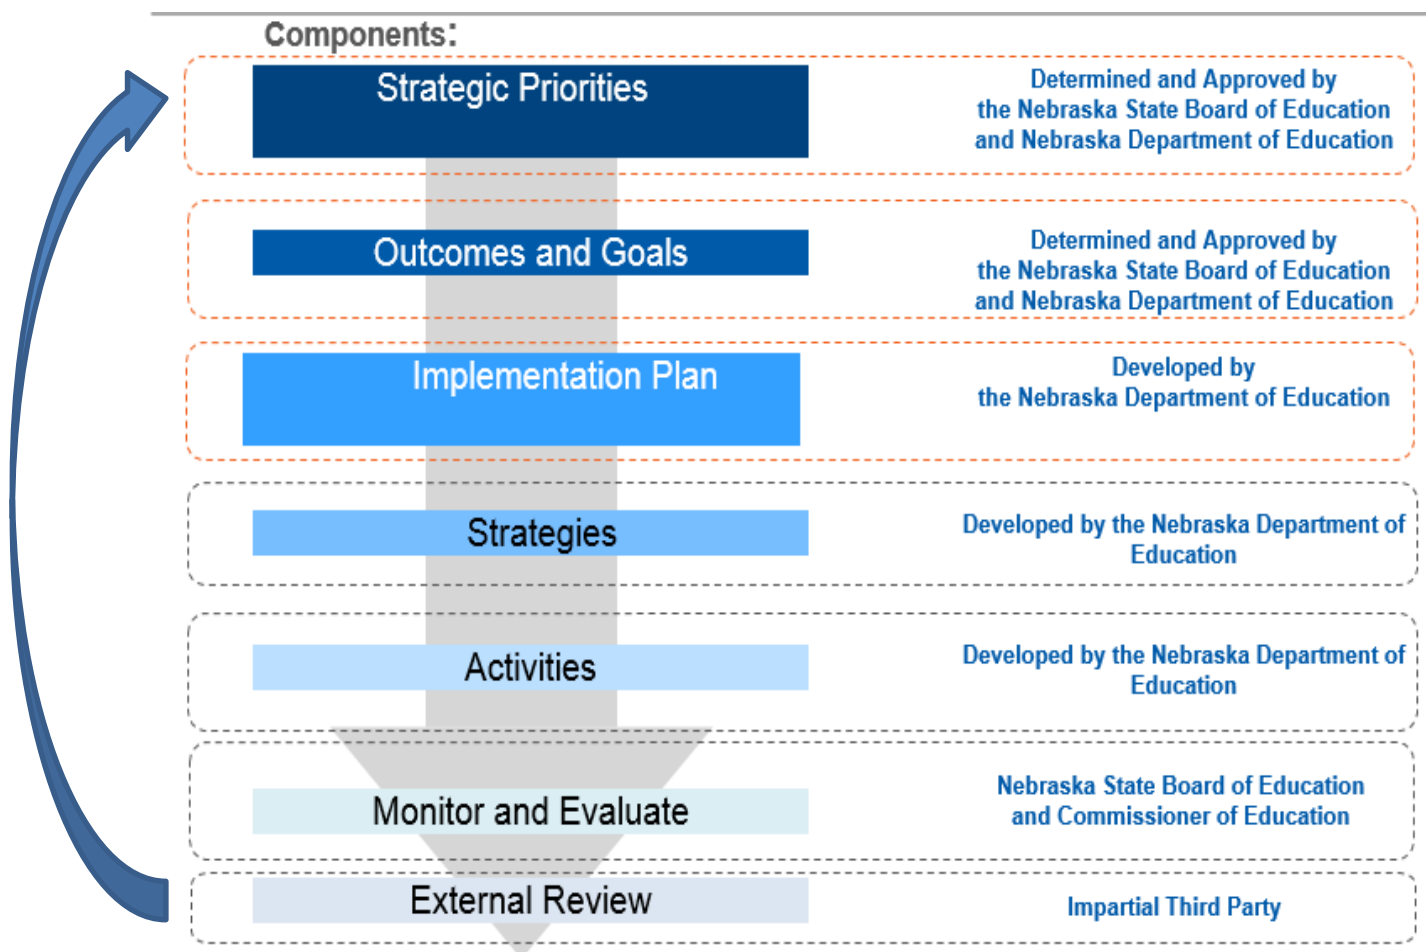 Components:
Strategic Priorities
Determined and Approved by
the Nebraska State Board of Education
and Nebraska Department of Education
Outcomes and Goals
Determined and Approved by
the Nebraska State Board of Education
and Nebraska Department of Education
Implementation Plan
Developed by
the Nebraska Department of Education
Strategies
Developed by the Nebraska Department of
Education
Activities
Developed by the Nebraska Department of
Education
Monitor and Evaluate
Nebraska State Board of Education
and Commissioner of Education
External Review
Impartial Third Party